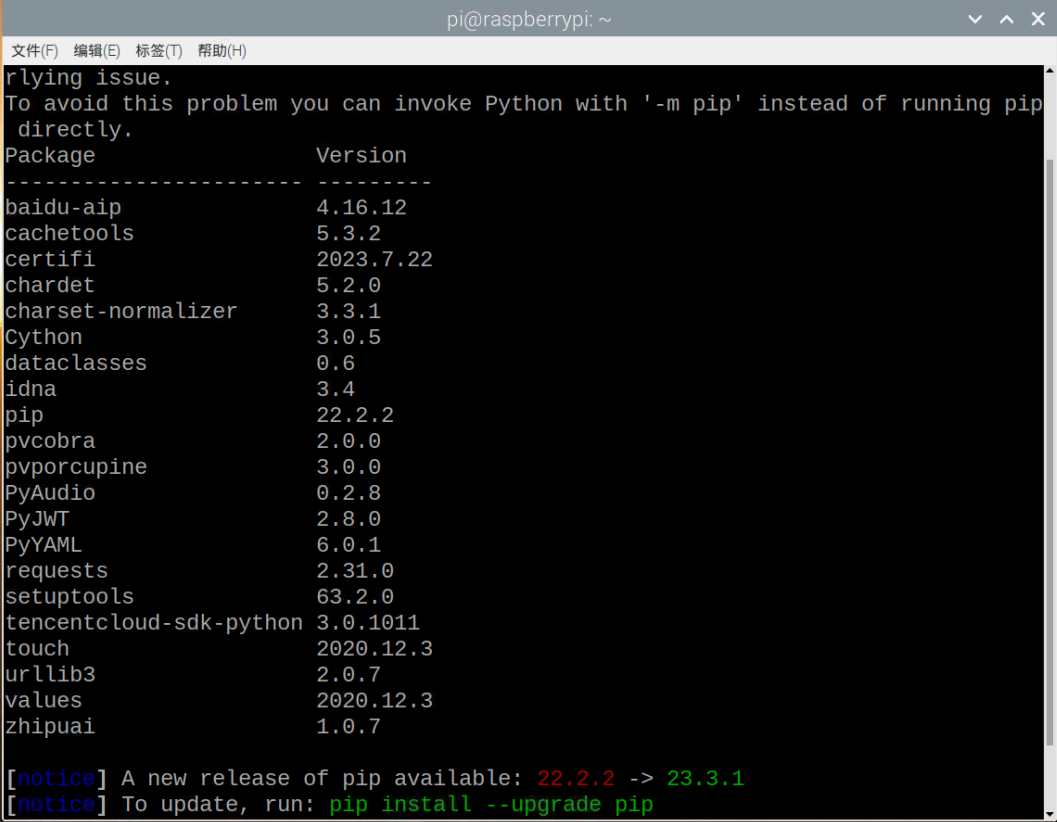 pi@raspberrypi: ~
文件(F) 编辑(E) 标签(T) 帮助(H)
rlying issue.
To avoid this problem you can invoke Python with '-m pip' instead of running pip
 directly.
Package                 Version
----------------------- ---------
baidu-aip               4.16.12
cachetools              5.3.2
certifi                 2023.7.22
chardet                 5.2.0
charset-normalizer      3.3.1
Cython                  3.0.5
dataclasses             0.6
idna                    3.4
pip                     22.2.2
pvcobra                 2.0.0
pvporcupine             3.0.0
PyAudio                 0.2.8
PyJWT                   2.8.0
PyYAML                  6.0.1
requests                2.31.0
setuptools              63.2.0
tencentcloud-sdk-python 3.0.1011
touch                   2020.12.3
urllib3                 2.0.7
values                  2020.12.3
zhipuai                 1.0.7
[notice] A new release of pip available: 22.2.2 -> 23.3.1
[notice] To update, run: pip install --upgrade pip